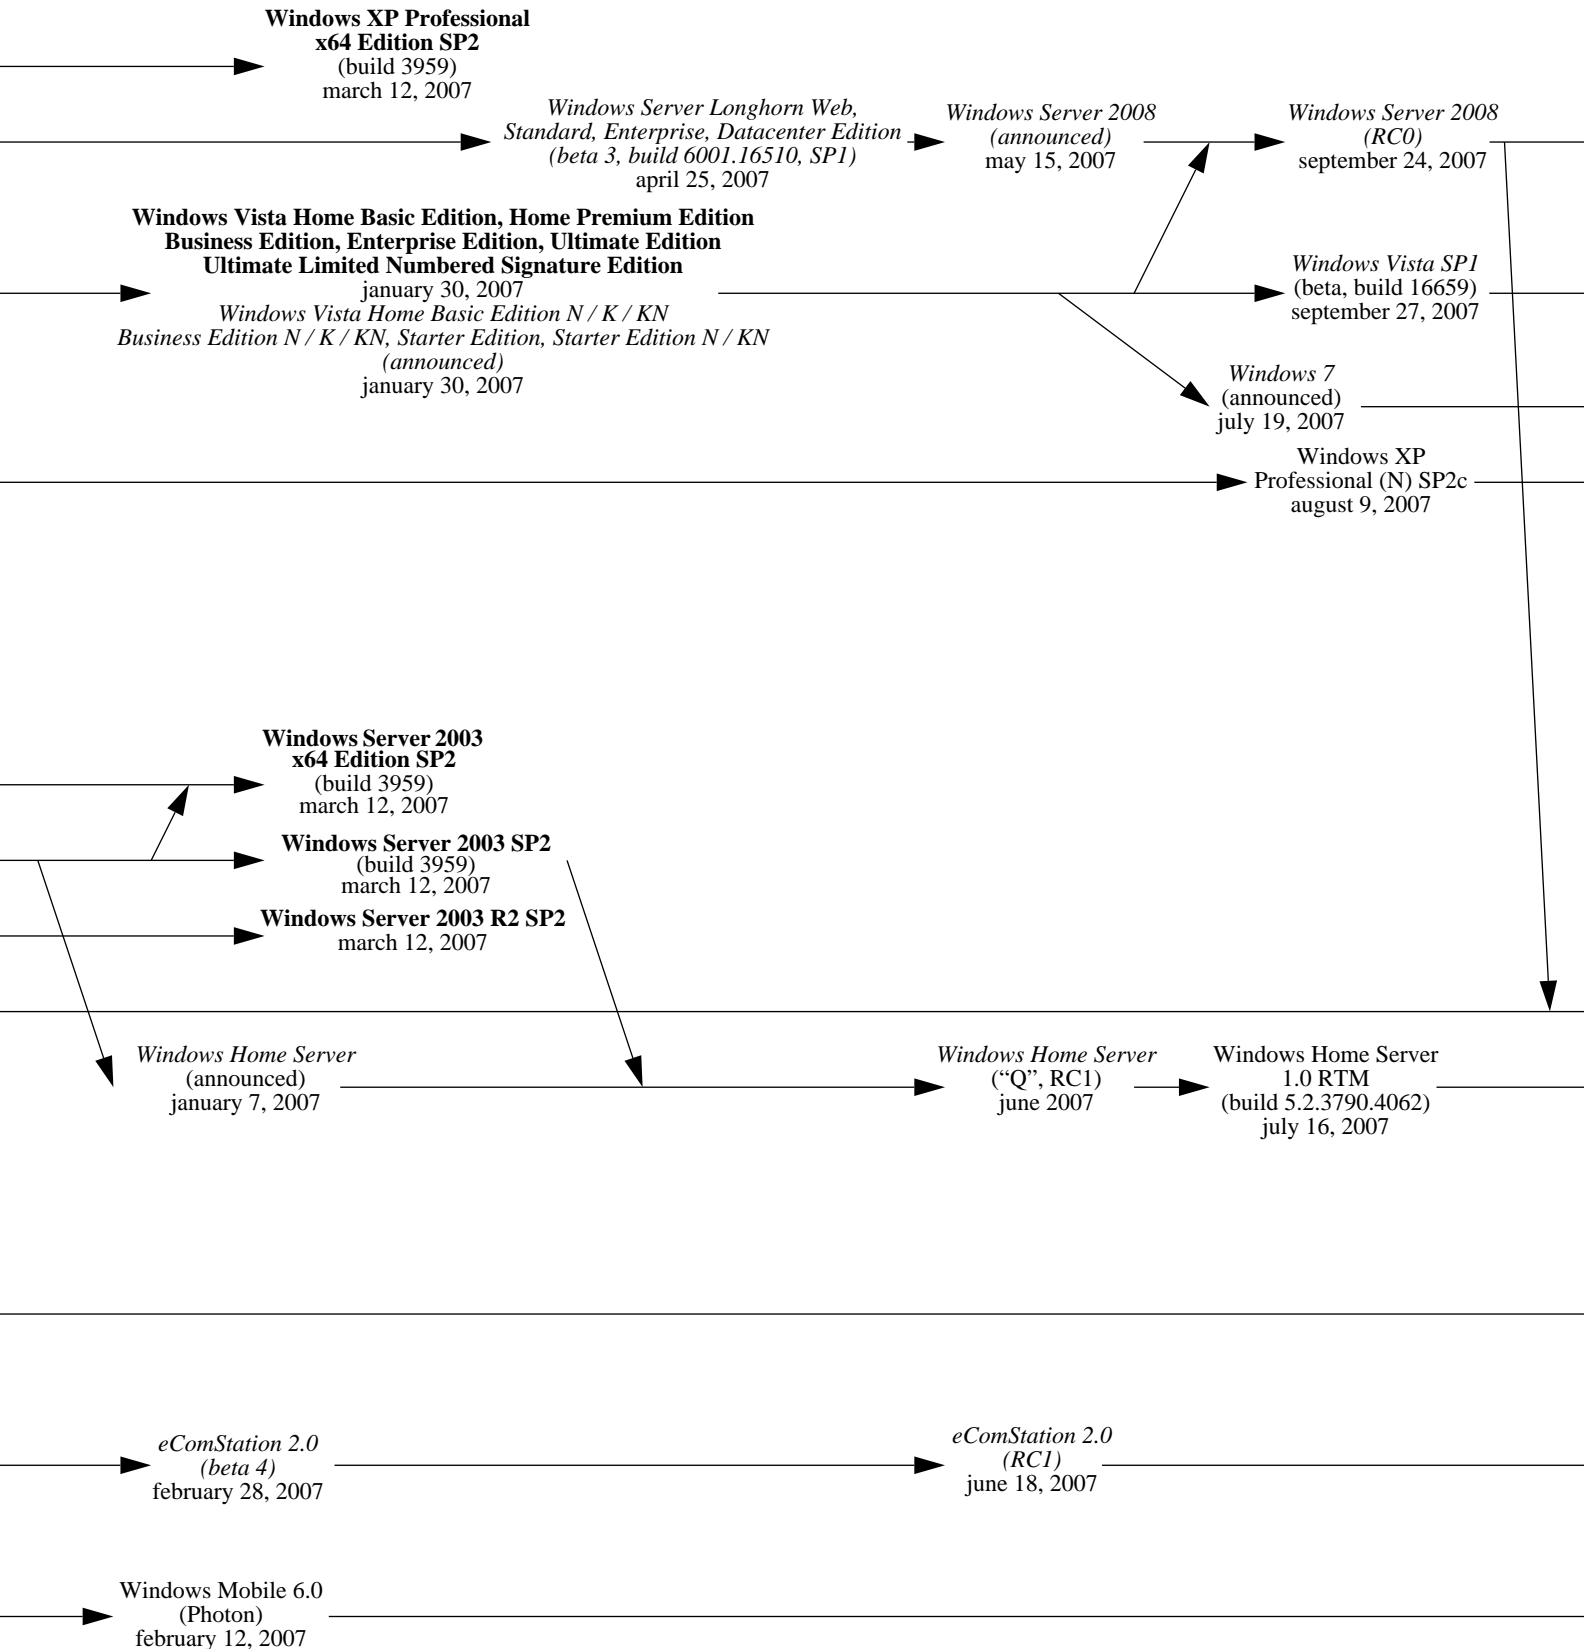 Windows XP Professional
x64 Edition SP2
(build 3959)
march 12, 2007
Windows Server Longhorn Web,
Standard, Enterprise, Datacenter Edition
(beta 3, build 6001.16510, SP1)
april 25, 2007
Windows Server 2008
(announced)
may 15, 2007
Windows Server 2008
(RC0)
september 24, 2007
Windows Vista Home Basic Edition, Home Premium Edition
Business Edition, Enterprise Edition, Ultimate Edition
Ultimate Limited Numbered Signature Edition
january 30, 2007
Windows Vista Home Basic Edition N / K / KN
Business Edition N / K / KN, Starter Edition, Starter Edition N / KN
(announced)
january 30, 2007
Windows Vista SP1
(beta, build 16659)
september 27, 2007
Windows 7
(announced)
july 19, 2007
Windows XP
Professional (N) SP2c
august 9, 2007
Windows Server 2003
x64 Edition SP2
(build 3959)
march 12, 2007
Windows Server 2003 SP2
(build 3959)
march 12, 2007
Windows Server 2003 R2 SP2
march 12, 2007
Windows Home Server
(announced)
january 7, 2007
Windows Home Server
(“Q”, RC1)
june 2007
Windows Home Server
1.0 RTM
(build 5.2.3790.4062)
july 16, 2007
eComStation 2.0
(beta 4)
february 28, 2007
eComStation 2.0
(RC1)
june 18, 2007
Windows Mobile 6.0
(Photon)
february 12, 2007